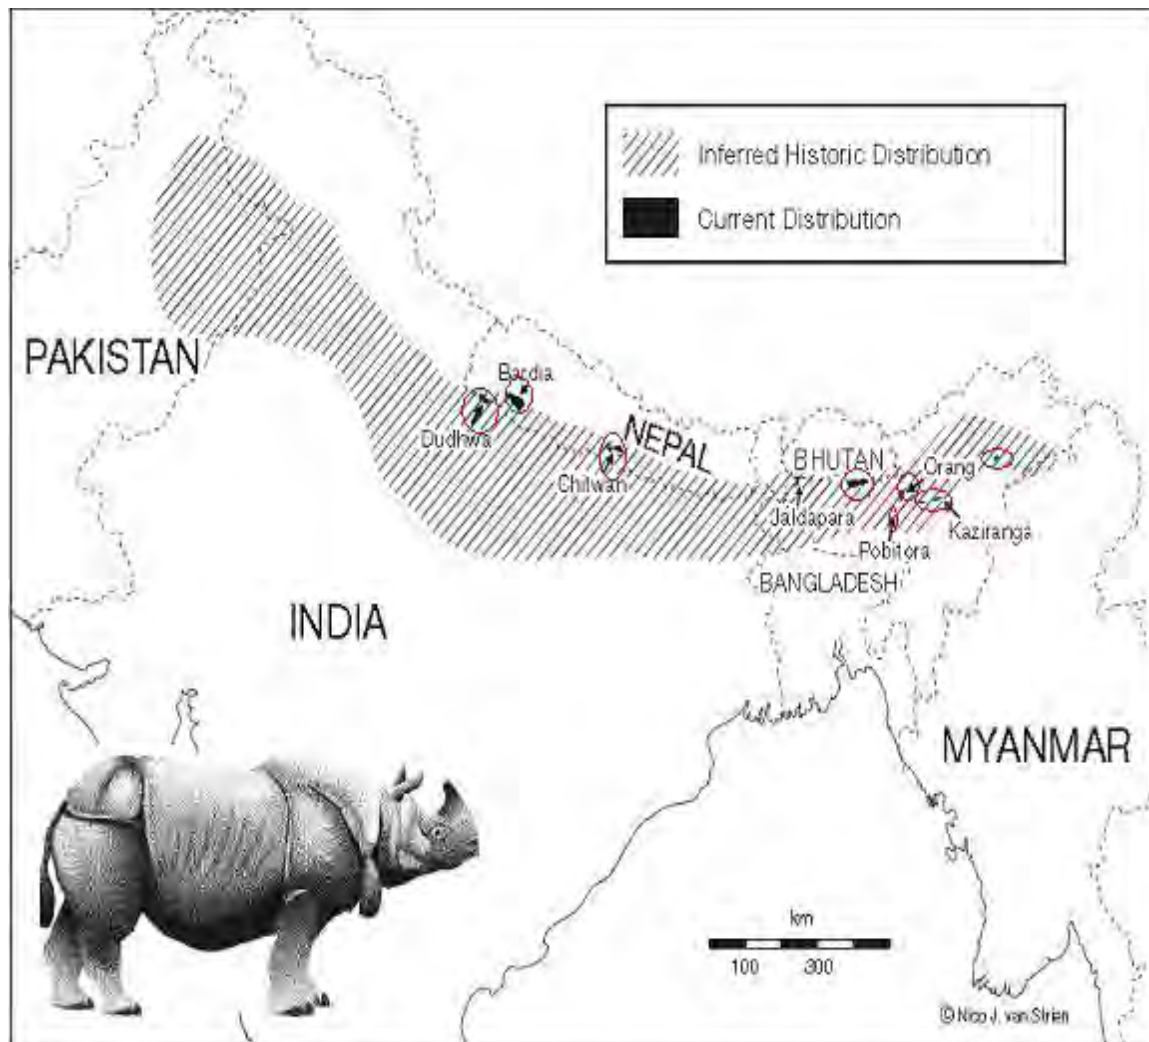 Inferred Historic Distribution
Current Distribution
PAKISTAN
Bardia
Dudhwa
NEPAL
Chitwan
BHUTAN
Orang
Jaldapara
Kaziranga
Pobitora
BANGLADESH
INDIA
MYANMAR
km
100 300
© Nico J. van Strien